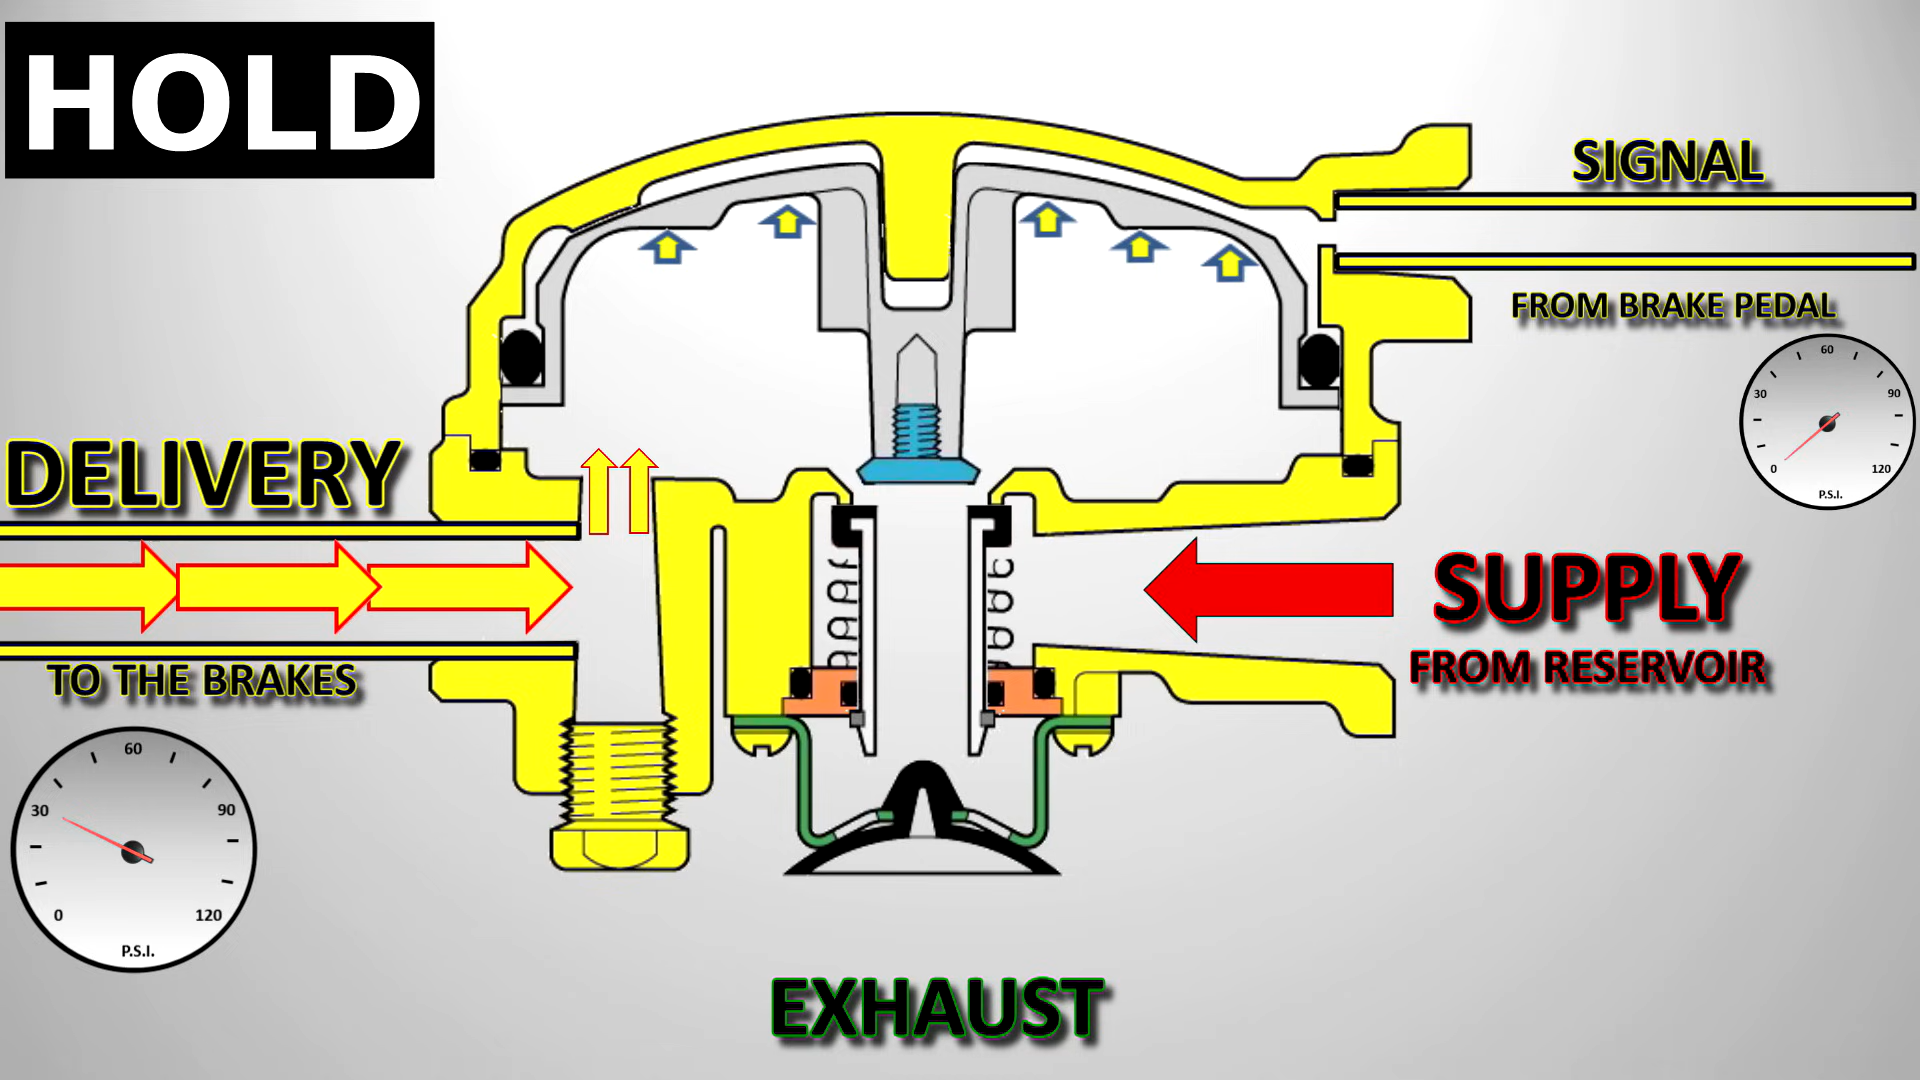 HOLD
SIGNAL
FROM BRAKE PEDAL
60
30
90
0
120
P.S.I.
DELIVERY
TO THE BRAKES
SUPPLY
FROM RESERVOIR
60
30
90
0
120
P.S.I.
EXHAUST